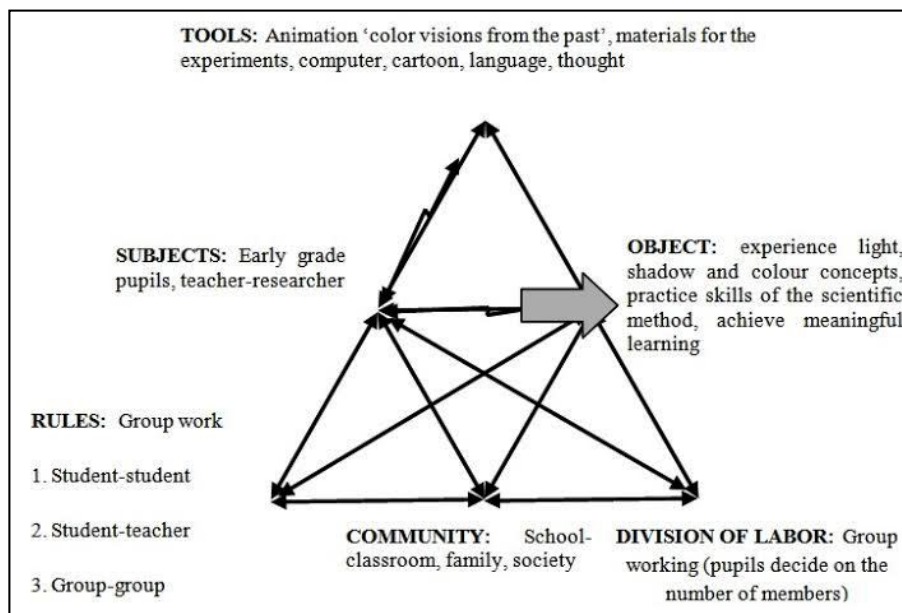 TOOLS: Animation ‘color visions from the past’, materials for the
experiments, computer, cartoon, language, thought
SUBJECTS: Early grade
pupils, teacher-researcher
OBJECT: experience light,
shadow and colour concepts,
practice skills of the scientific
method, achieve meaningful
learning
RULES: Group work
1. Student-student
2. Student-teacher
3. Group-group
COMMUNITY: School-
classroom, family, society
DIVISION OF LABOR: Group
working (pupils decide on the
number of members)